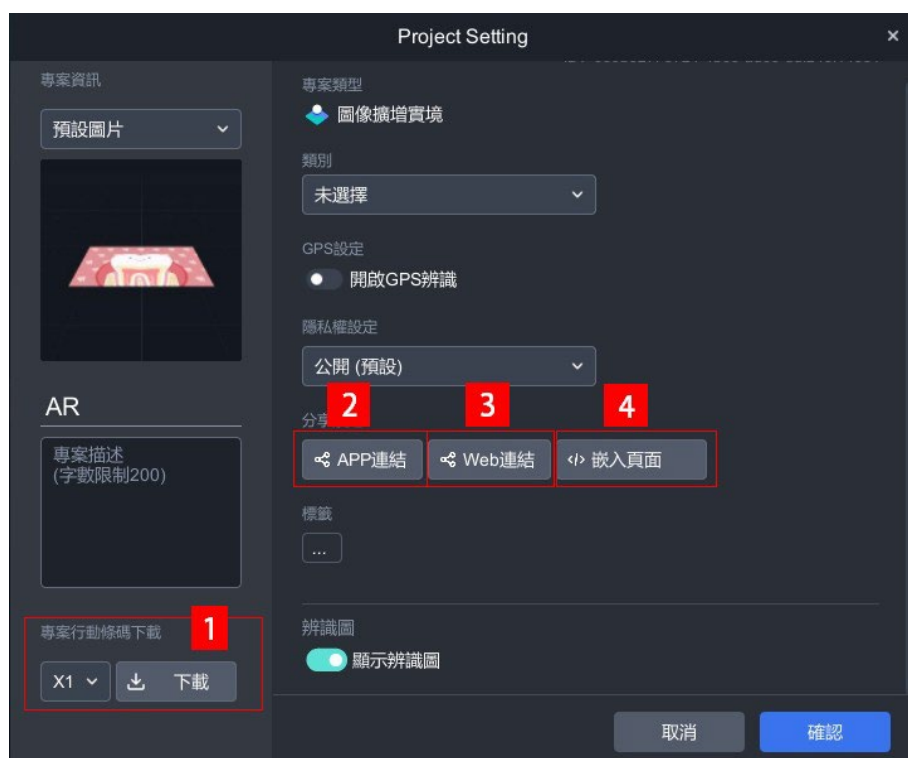 Project Setting
專案資訊
預設圖片
AR
專案描述
(字數限制200)
專案行動條碼下載
1
X1
下載
專案類型
圖像擴增實境
類別
未選擇
GPS設定
開啟GPS辨識
隱私權設定
公開 (預設)
2
3
4
分享
APP連結
Web連結
嵌入頁面
標籤
...
辨識圖
顯示辨識圖
取消
確認